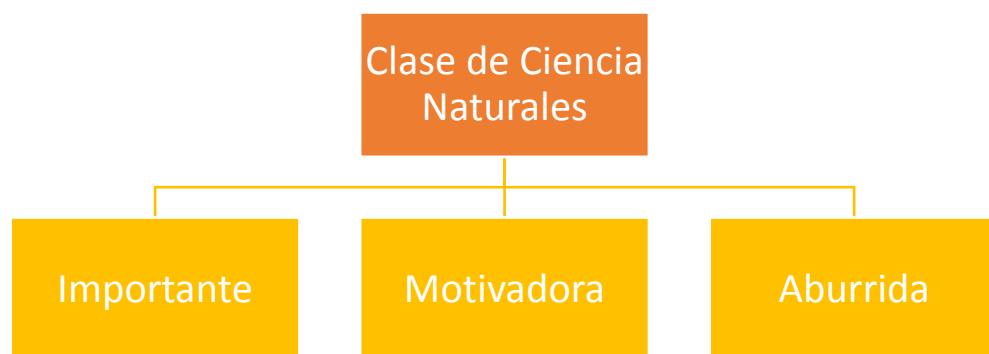 Clase de Ciencia
Naturales
Importante
Motivadora
Aburrida